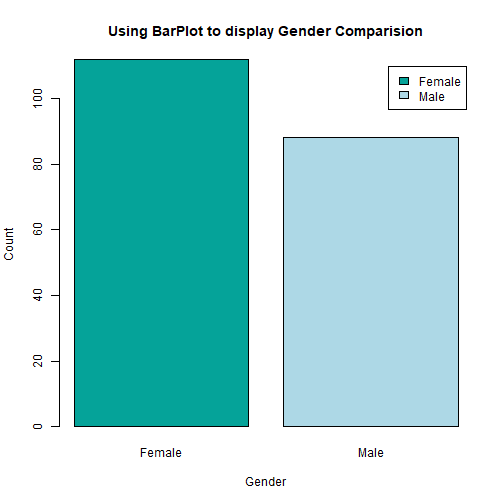 Using BarPlot to display Gender Comparision
Female
Male
100
80
60
40
20
0
Count
Female Male
Gender